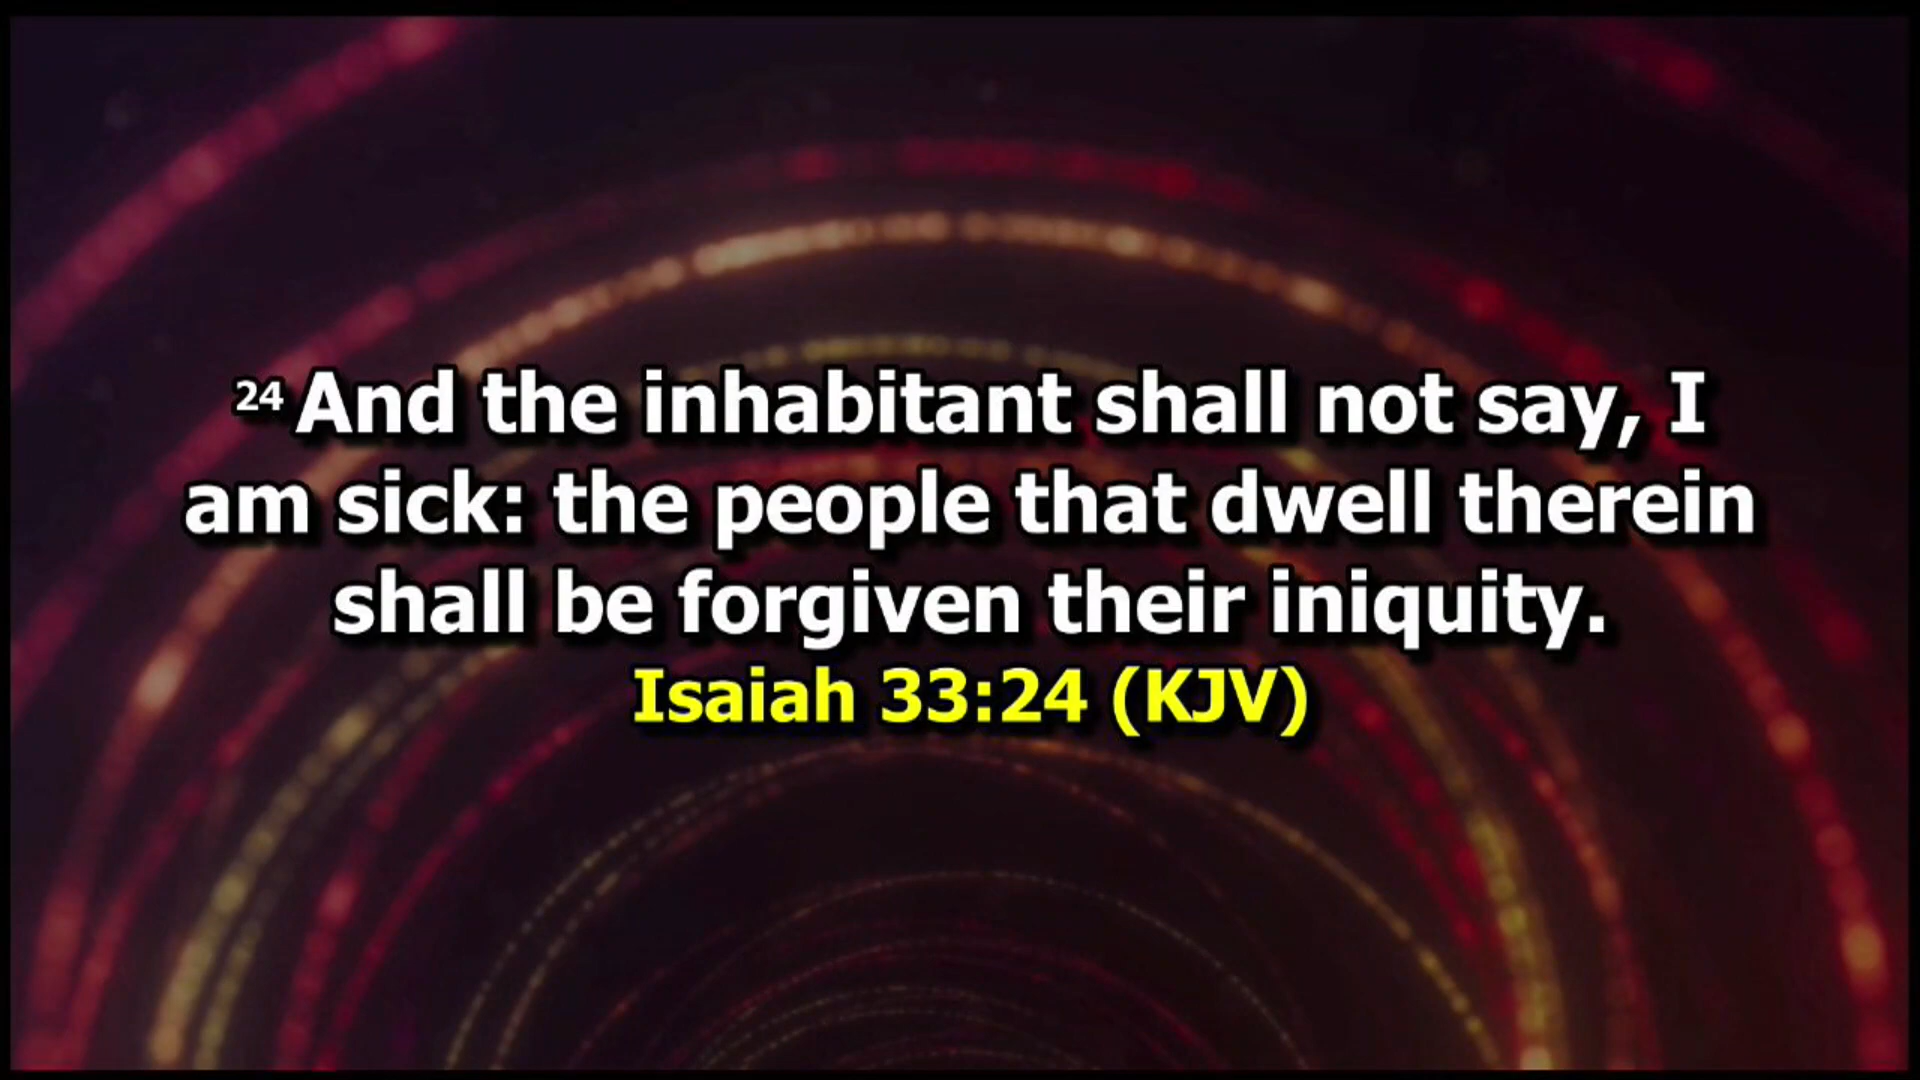 24 And the inhabitant shall not say, I
am sick: the people that dwell therein
shall be forgiven their iniquity.
Isaiah 33:24 (KJV)